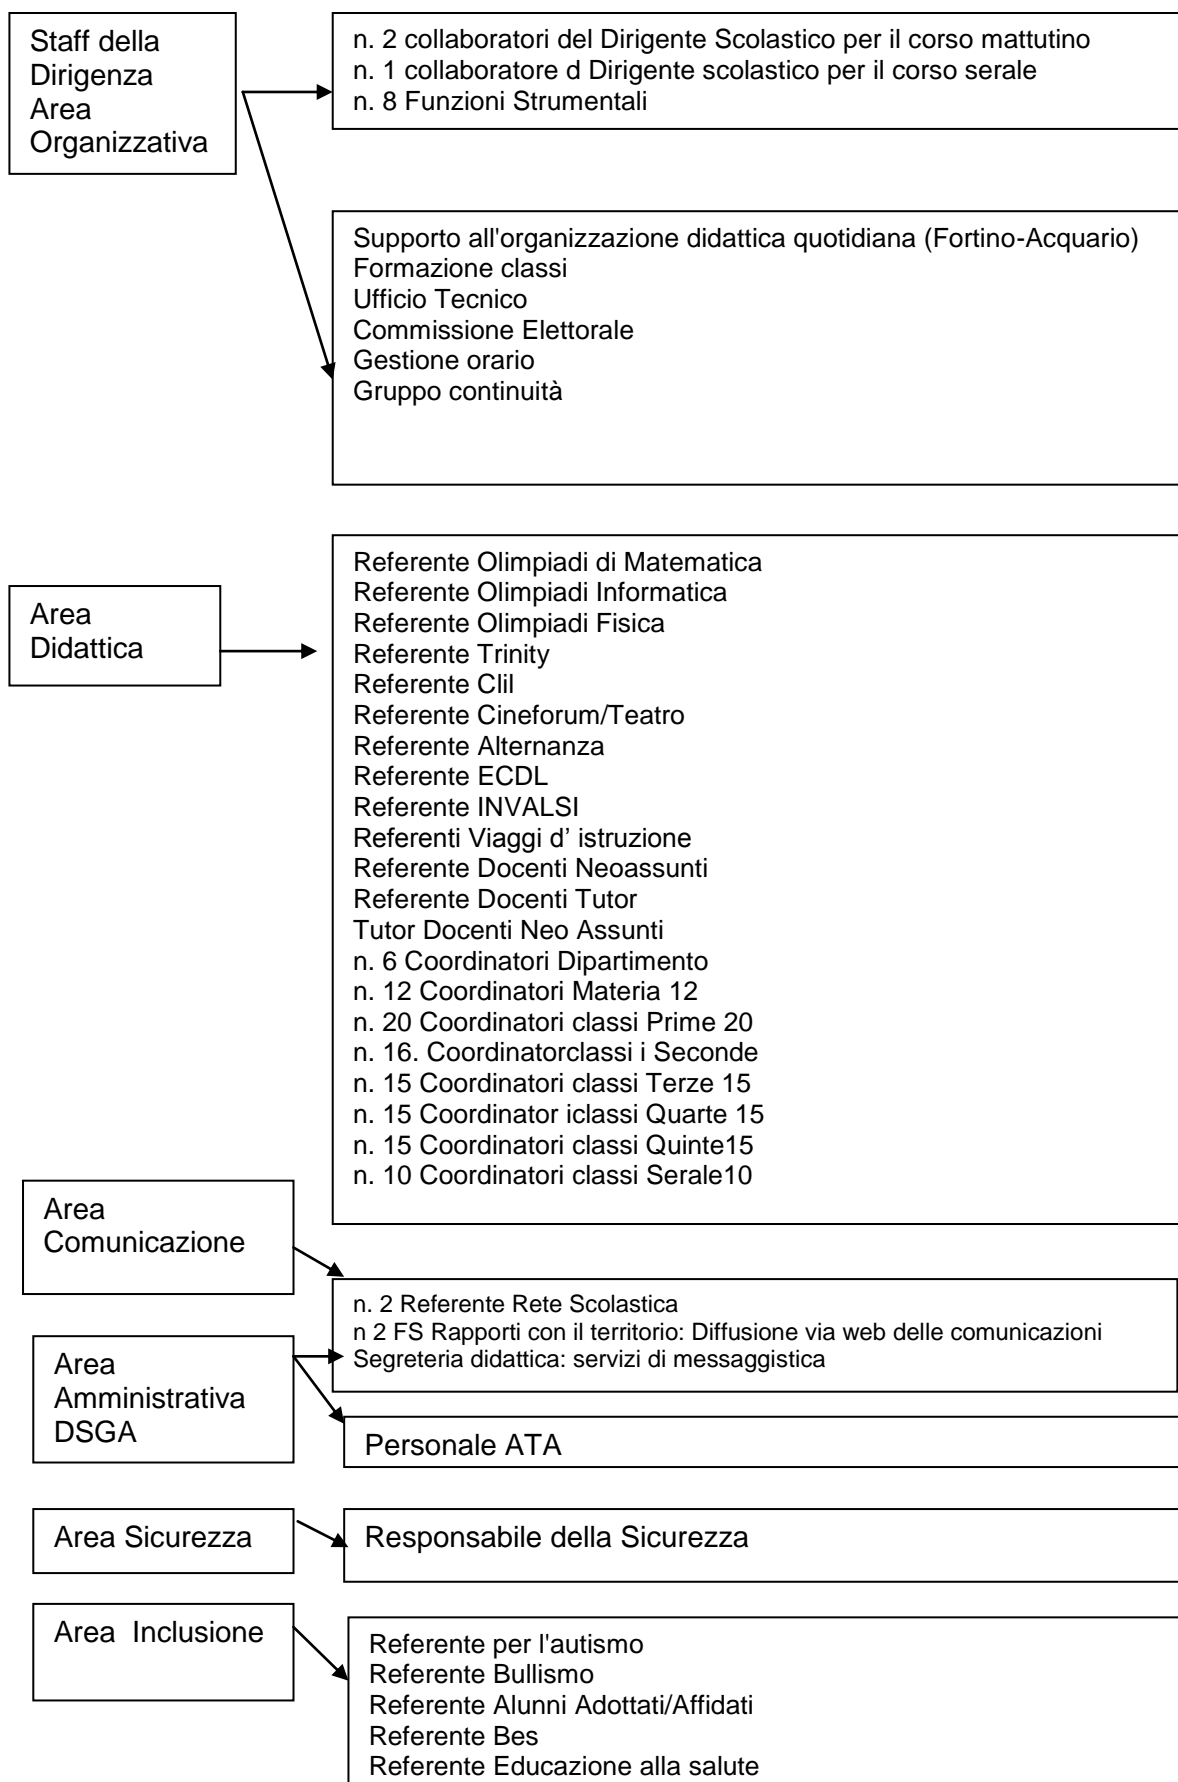 Staff della
Dirigenza
Area
Organizzativa
n. 2 collaboratori del Dirigente Scolastico per il corso mattutino
n. 1 collaboratore d Dirigente scolastico per il corso serale
n. 8 Funzioni Strumentali
Supporto all'organizzazione didattica quotidiana (Fortino-Acquario)
Formazione classi
Ufficio Tecnico
Commissione Elettorale
Gestione orario
Gruppo continuità
Area
Didattica
Referente Olimpiadi di Matematica
Referente Olimpiadi Informatica
Referente Olimpiadi Fisica
Referente Trinity
Referente Clil
Referente Cineforum/Teatro
Referente Alternanza
Referente ECDL
Referente INVALSI
Referenti Viaggi d' istruzione
Referente Docenti Neoassunti
Referente Docenti Tutor
Tutor Docenti Neo Assunti
n. 6 Coordinatori Dipartimento
n. 12 Coordinatori Materia 12
n. 20 Coordinatori classi Prime 20
n. 16. Coordinatorclassi i Seconde
n. 15 Coordinatori classi Terze 15
n. 15 Coordinator iclassi Quarte 15
n. 15 Coordinatori classi Quinte15
n. 10 Coordinatori classi Serale10
Area
Comunicazione
n. 2 Referente Rete Scolastica
n 2 FS Rapporti con il territorio: Diffusione via web delle comunicazioni
Segreteria didattica: servizi di messaggistica
Area
Amministrativa
DSGA
Personale ATA
Area Sicurezza
Responsabile della Sicurezza
Area  Inclusione
Referente per l'autismo
Referente Bullismo
Referente Alunni Adottati/Affidati
Referente Bes
Referente Educazione alla salute